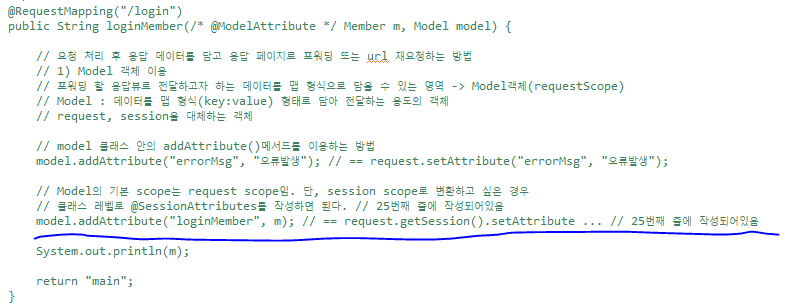 @RequestMapping("/login")
public String loginMember(/* @ModelAttribute */ Member m, Model model) {
// 요청 처리 후 응답 데이터를 담고 응답 페이지로 포워딩 또는 url 재요청하는 방법
// 1) Model 객체 이용
// 포워딩 할 응답뷰로 전달하고자 하는 데이터를 맵 형식으로 담을 수 있는 영역 -> Model객체(requestScope)
// Model : 데이터를 맵 형식(key:value) 형태로 담아 전달하는 용도의 객체
// request, session을 대체하는 객체
// model 클래스 안의 addAttribute()메서드를 이용하는 방법
model.addAttribute("errorMsg", "오류발생"); // == request.setAttribute("errorMsg", "오류발생");
// Model의 기본 scope는 request scope임. 단, session scope로 변환하고 싶은 경우
// 클래스 레벨로 @SessionAttributes를 작성하면 된다. // 25번째 줄에 작성되어있음
model.addAttribute("loginMember", m); // == request.getSession().setAttribute ... // 25번째 줄에 작성되어있음
System.out.println(m);
return "main";
}